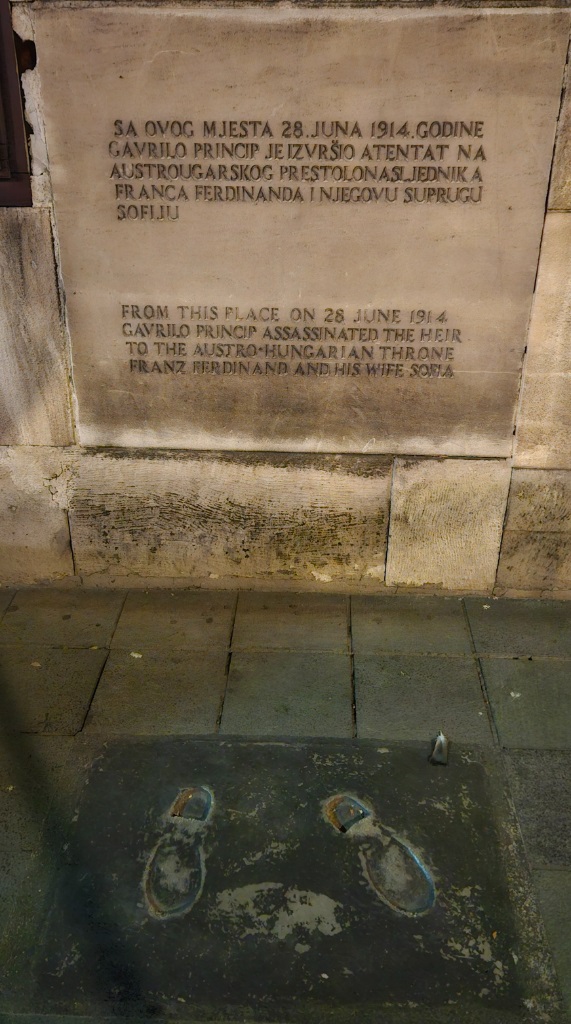 SA OVOG MJESTA 28. JUNA 1914. GODINE
GAVRILO PRINCIP JE IZVRŠIO ATENTAT NA
AUSTROUGARSKOG PRESTOLONASLJEDNIKA
FRANCA FERDINANDA I NJEGOVU SUPRUGU
SOFIJU
FROM THIS PLACE ON 28 JUNE 1914
GAVRILO PRINCIP ASSASSINATED THE HEIR
TO THE AUSTRO-HUNGARIAN THRONE
FRANZ FERDINAND AND HIS WIFE SOFIA